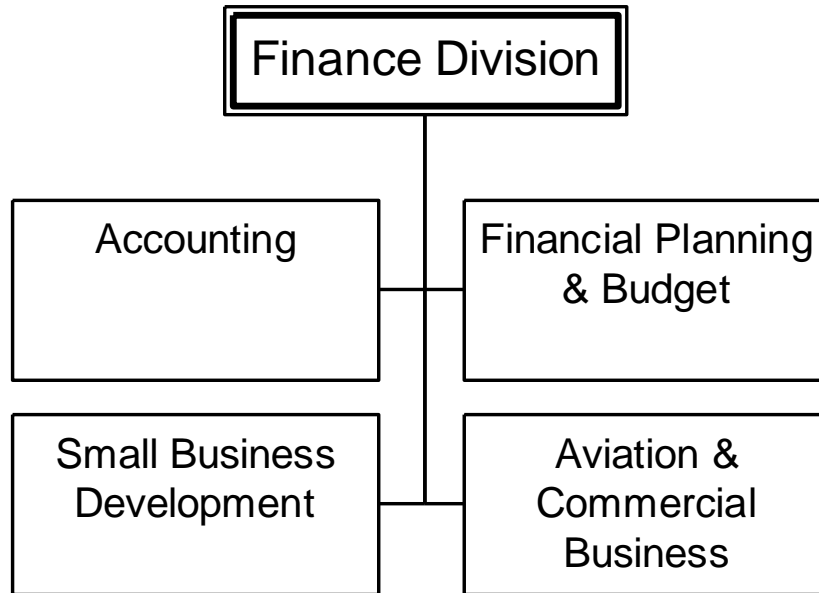 Finance Division
Accounting
Financial Planning
& Budget
Small Business
Development
Aviation &
Commercial
Business